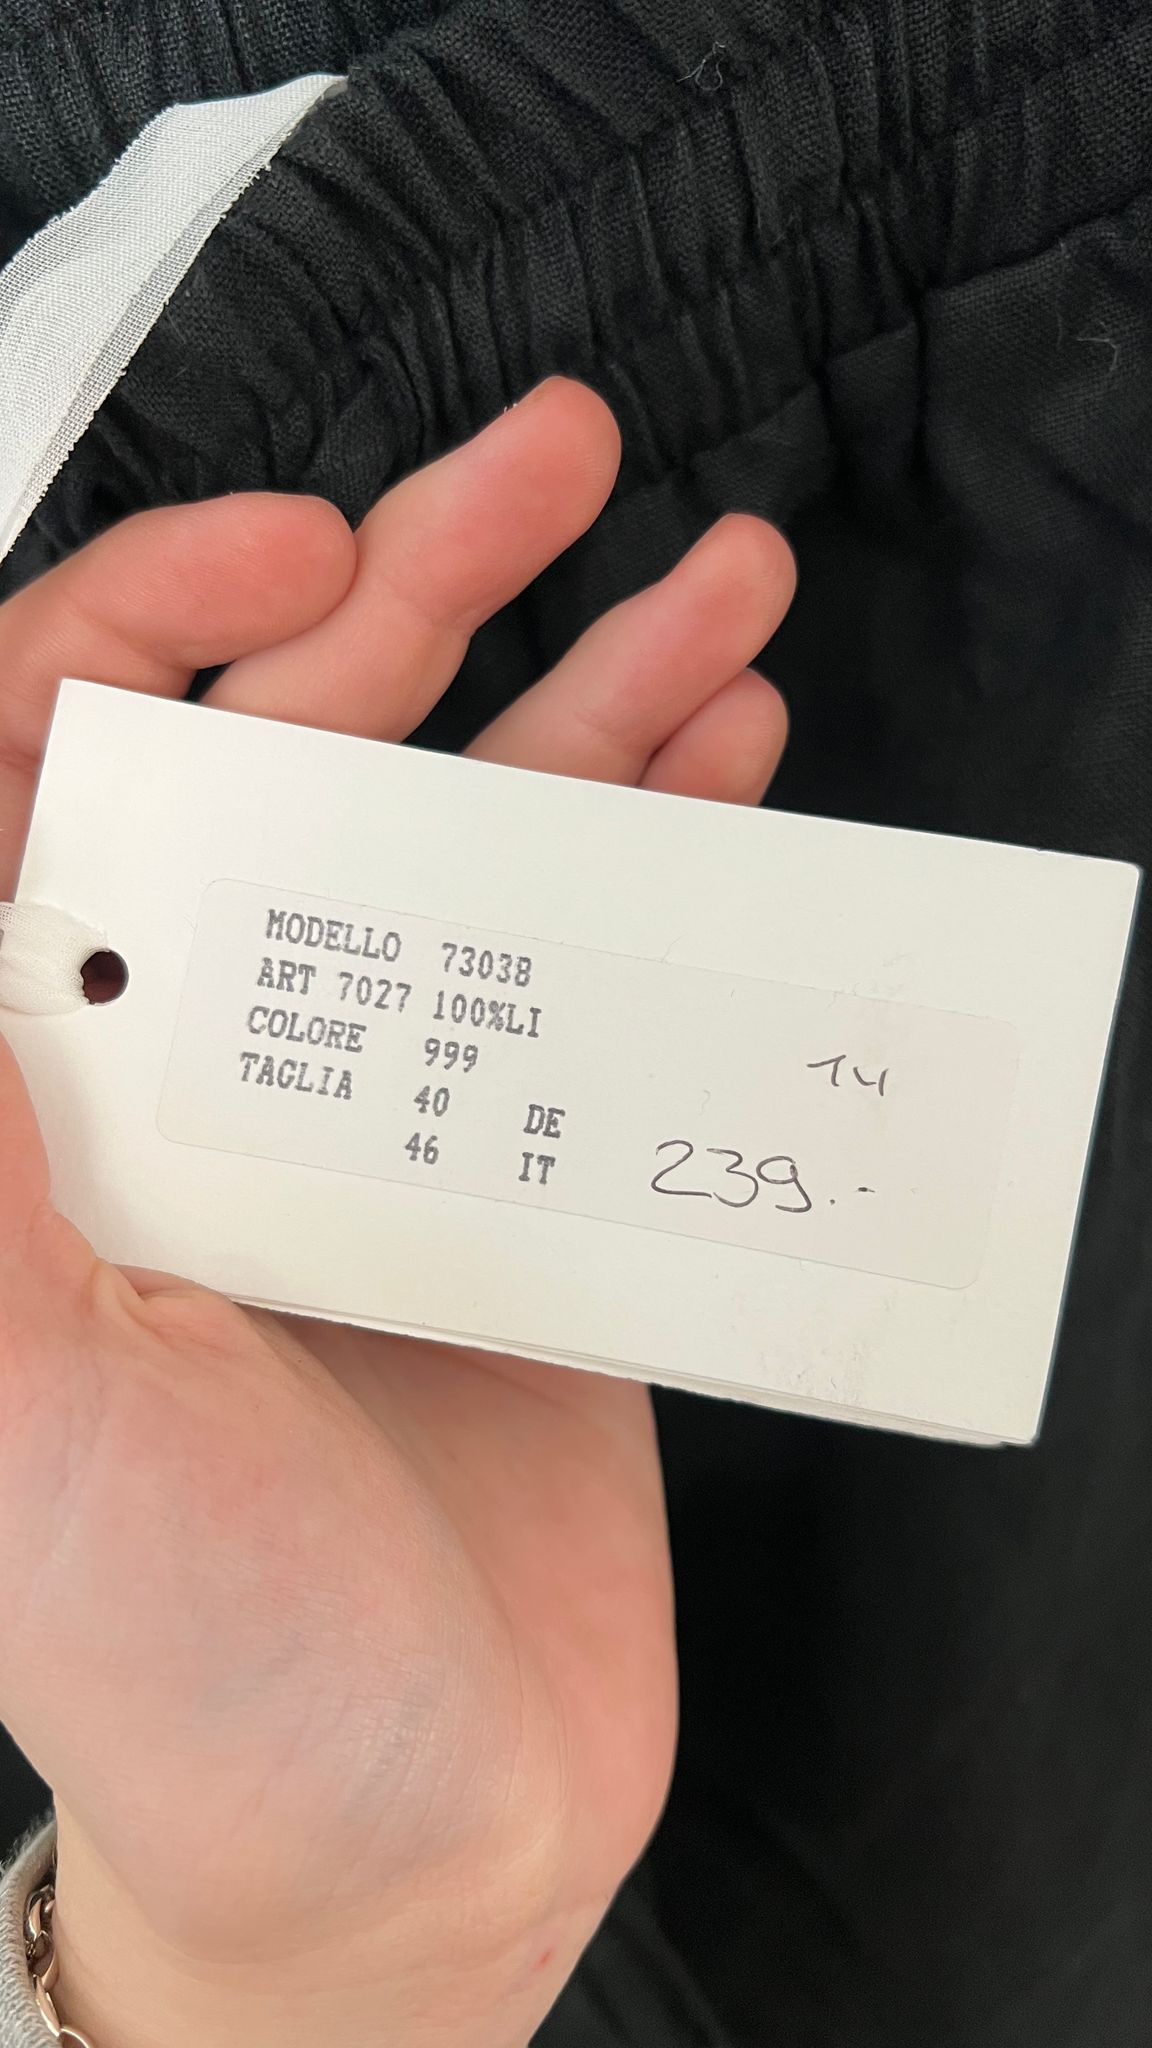 MODELLO 73038
ART 7027 100%LI
COLORE 999
TAGLIA 40 DE
46 IT
14
239.-